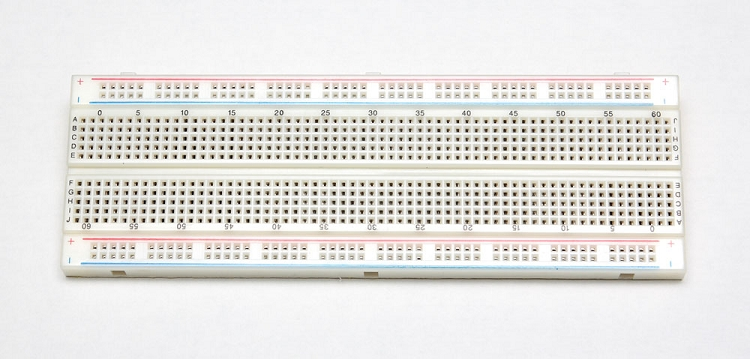 + +
- -
0 5 10 15 20 25 30 35 40 45 50 55 60
A J
B I
C H
D G
E F
F E
G D
H C
I B
J A
60 55 50 45 40 35 30 25 20 15 10 5 0
+ +
- -